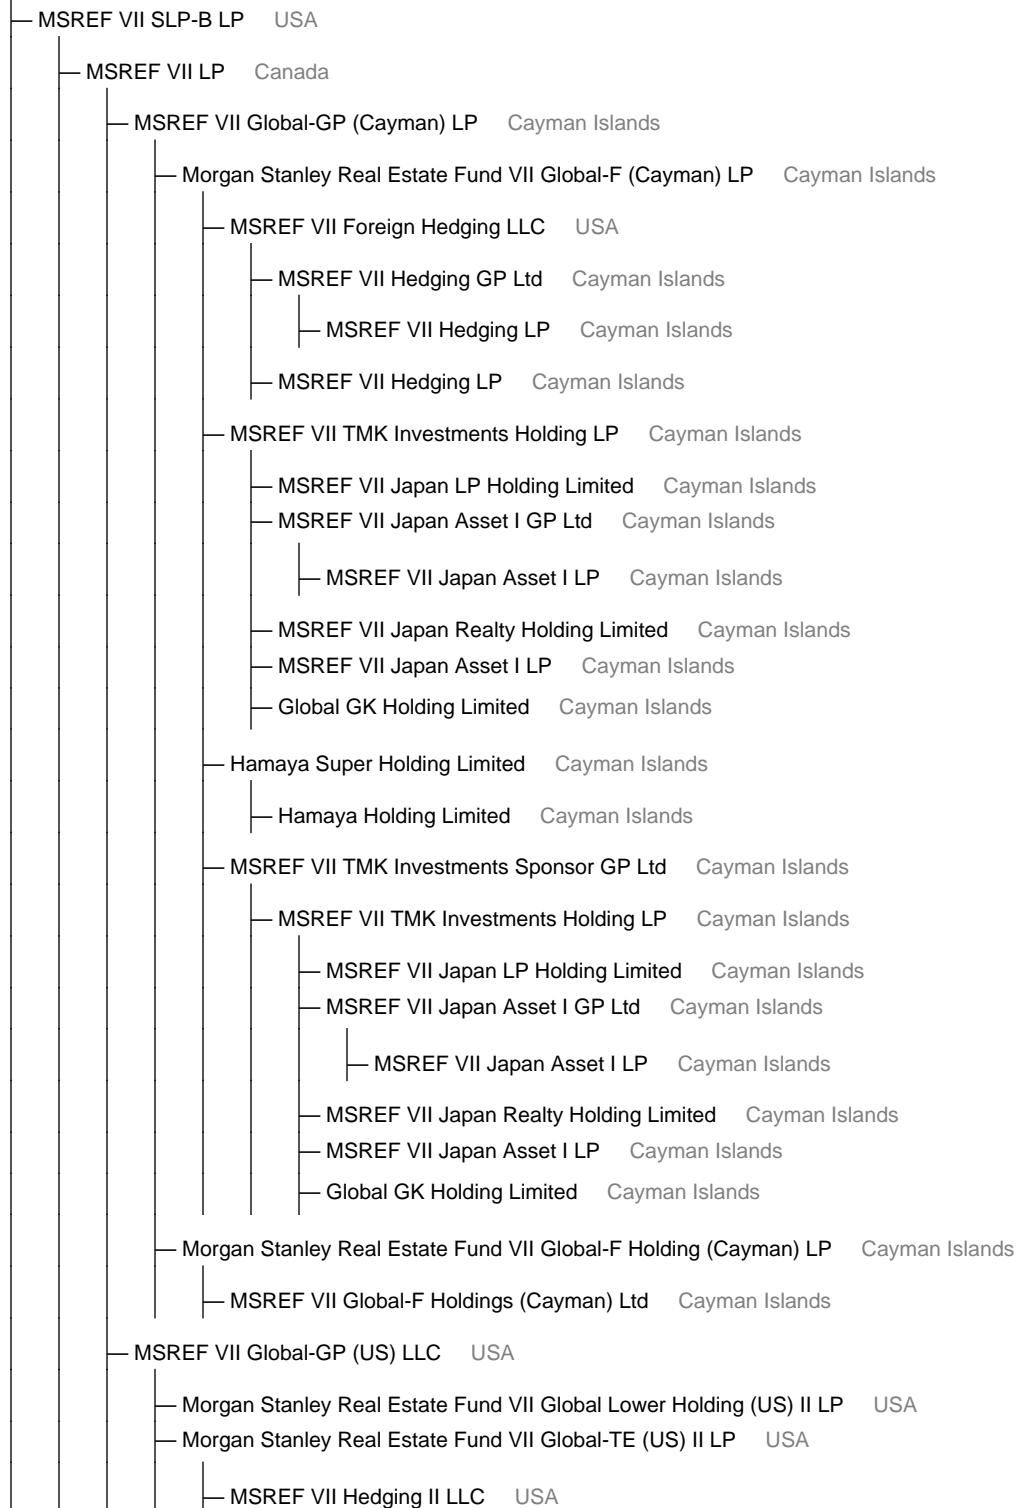 MSREF VII SLP-B LP USA
MSREF VII LP Canada
MSREF VII Global-GP (Cayman) LP Cayman Islands
Morgan Stanley Real Estate Fund VII Global-F (Cayman) LP Cayman Islands
MSREF VII Foreign Hedging LLC USA
MSREF VII Hedging GP Ltd Cayman Islands
MSREF VII Hedging LP Cayman Islands
MSREF VII Hedging LP Cayman Islands
MSREF VII TMK Investments Holding LP Cayman Islands
MSREF VII Japan LP Holding Limited Cayman Islands
MSREF VII Japan Asset I GP Ltd Cayman Islands
MSREF VII Japan Asset I LP Cayman Islands
MSREF VII Japan Realty Holding Limited Cayman Islands
MSREF VII Japan Asset I LP Cayman Islands
Global GK Holding Limited Cayman Islands
Hamaya Super Holding Limited Cayman Islands
Hamaya Holding Limited Cayman Islands
MSREF VII TMK Investments Sponsor GP Ltd Cayman Islands
MSREF VII TMK Investments Holding LP Cayman Islands
MSREF VII Japan LP Holding Limited Cayman Islands
MSREF VII Japan Asset I GP Ltd Cayman Islands
MSREF VII Japan Asset I LP Cayman Islands
MSREF VII Japan Realty Holding Limited Cayman Islands
MSREF VII Japan Asset I LP Cayman Islands
Global GK Holding Limited Cayman Islands
Morgan Stanley Real Estate Fund VII Global-F Holding (Cayman) LP Cayman Islands
MSREF VII Global-F Holdings (Cayman) Ltd Cayman Islands
MSREF VII Global-GP (US) LLC USA
Morgan Stanley Real Estate Fund VII Global Lower Holding (US) II LP USA
Morgan Stanley Real Estate Fund VII Global-TE (US) II LP USA
MSREF VII Hedging II LLC USA